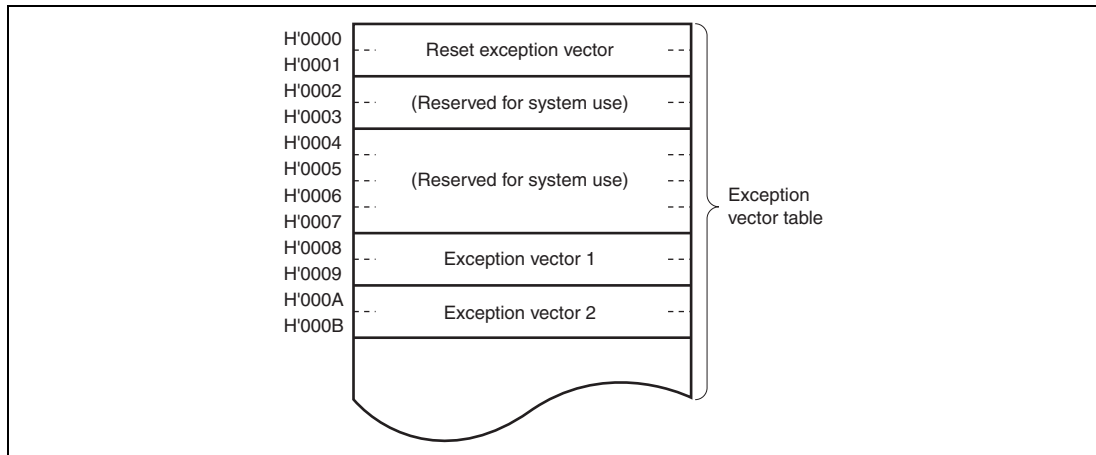 H'0000
H'0001
Reset exception vector
H'0002
H'0003
(Reserved for system use)
H'0004
H'0005
H'0006
H'0007
(Reserved for system use)
H'0008
H'0009
Exception vector 1
H'000A
H'000B
Exception vector 2
Exception
vector table